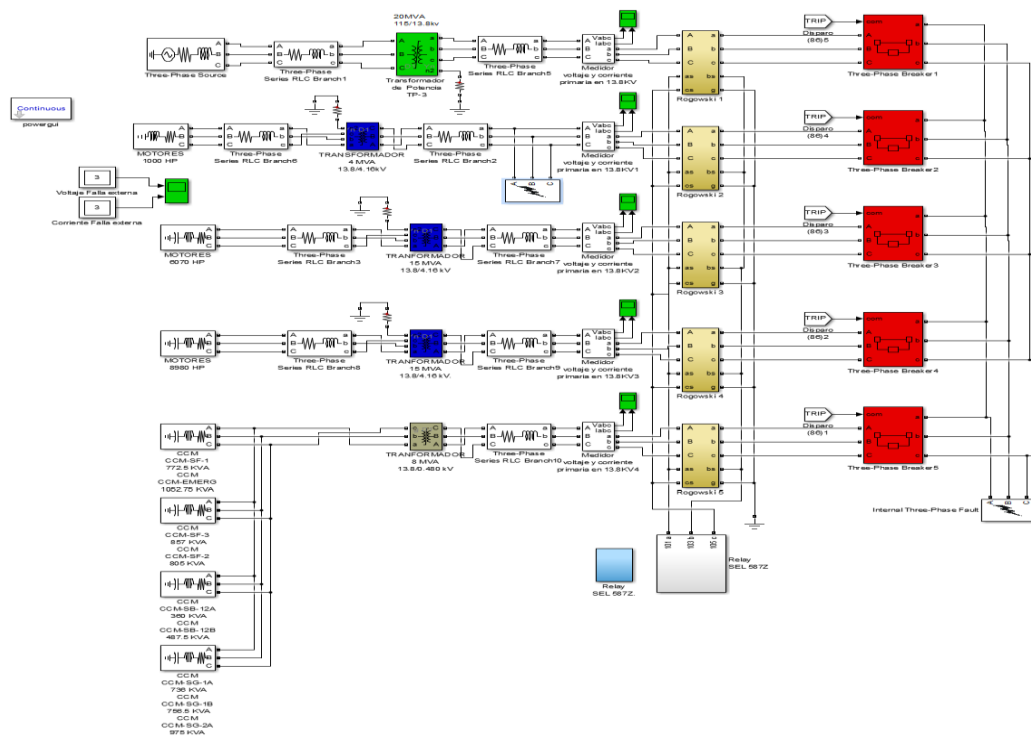 20MVA
115/13.8kv
Three-Phase Source
Three-Phase
Series RLC Branch1
Transformador
de Potencia
TP-3
Three-Phase
Series RLC Branch5
Medidor
voltaje y corriente
primaria en 13.8KV
Rogowski 1
TRIP
Disparo
(86)5
com
Three-Phase Breaker1
Continuous
powergui
MOTORES
1000 HP
Three-Phase
Series RLC Branch6
TRANSFORMADOR
4 MVA
13.8/4.16kV
Three-Phase
Series RLC Branch2
Medidor
voltaje y corriente
primaria en 13.8KV1
Rogowski 2
TRIP
Disparo
(86)4
com
Three-Phase Breaker2
3
Voltaje Falla externa
3
Corriente Falla externa
MOTORES
6070 HP
Three-Phase
Series RLC Branch3
TRANFORMADOR
15 MVA
13.8/4.16 kV
Three-Phase
Series RLC Branch7
Medidor
voltaje y corriente
primaria en 13.8KV2
Rogowski 3
TRIP
Disparo
(86)3
com
Three-Phase Breaker3
MOTORES
8980 HP
Three-Phase
Series RLC Branch8
TRANFORMADOR
15 MVA
13.8/4.16 kV.
Three-Phase
Series RLC Branch9
Medidor
voltaje y corriente
primaria en 13.8KV3
Rogowski 4
TRIP
Disparo
(86)2
com
Three-Phase Breaker4
CCM
CCM-SF-1
772.5 KVA
CCM
CCM-EMERG
1052.75 KVA
TRANFORMADOR
8 MVA
13.8/0.480 kV
Three-Phase
Series RLC Branch10
Medidor
voltaje y corriente
primaria en 13.8KV4
Rogowski 5
TRIP
Disparo
(86)1
com
Three-Phase Breaker5
CCM
CCM-SF-3
857 KVA
CCM
CCM-SF-2
805 KVA
Internal Three-Phase Fault
101 a
103 b
105 c
Relay
SEL 587Z.
Relay
SEL 587Z
CCM
CCM-SB-12A
360 KVA
CCM
CCM-SB-12B
487.5 KVA
CCM
CCM-SG-1A
736 KVA
CCM
CCM-SG-1B
756.5 KVA
CCM
CCM-SG-2A
975 KVA